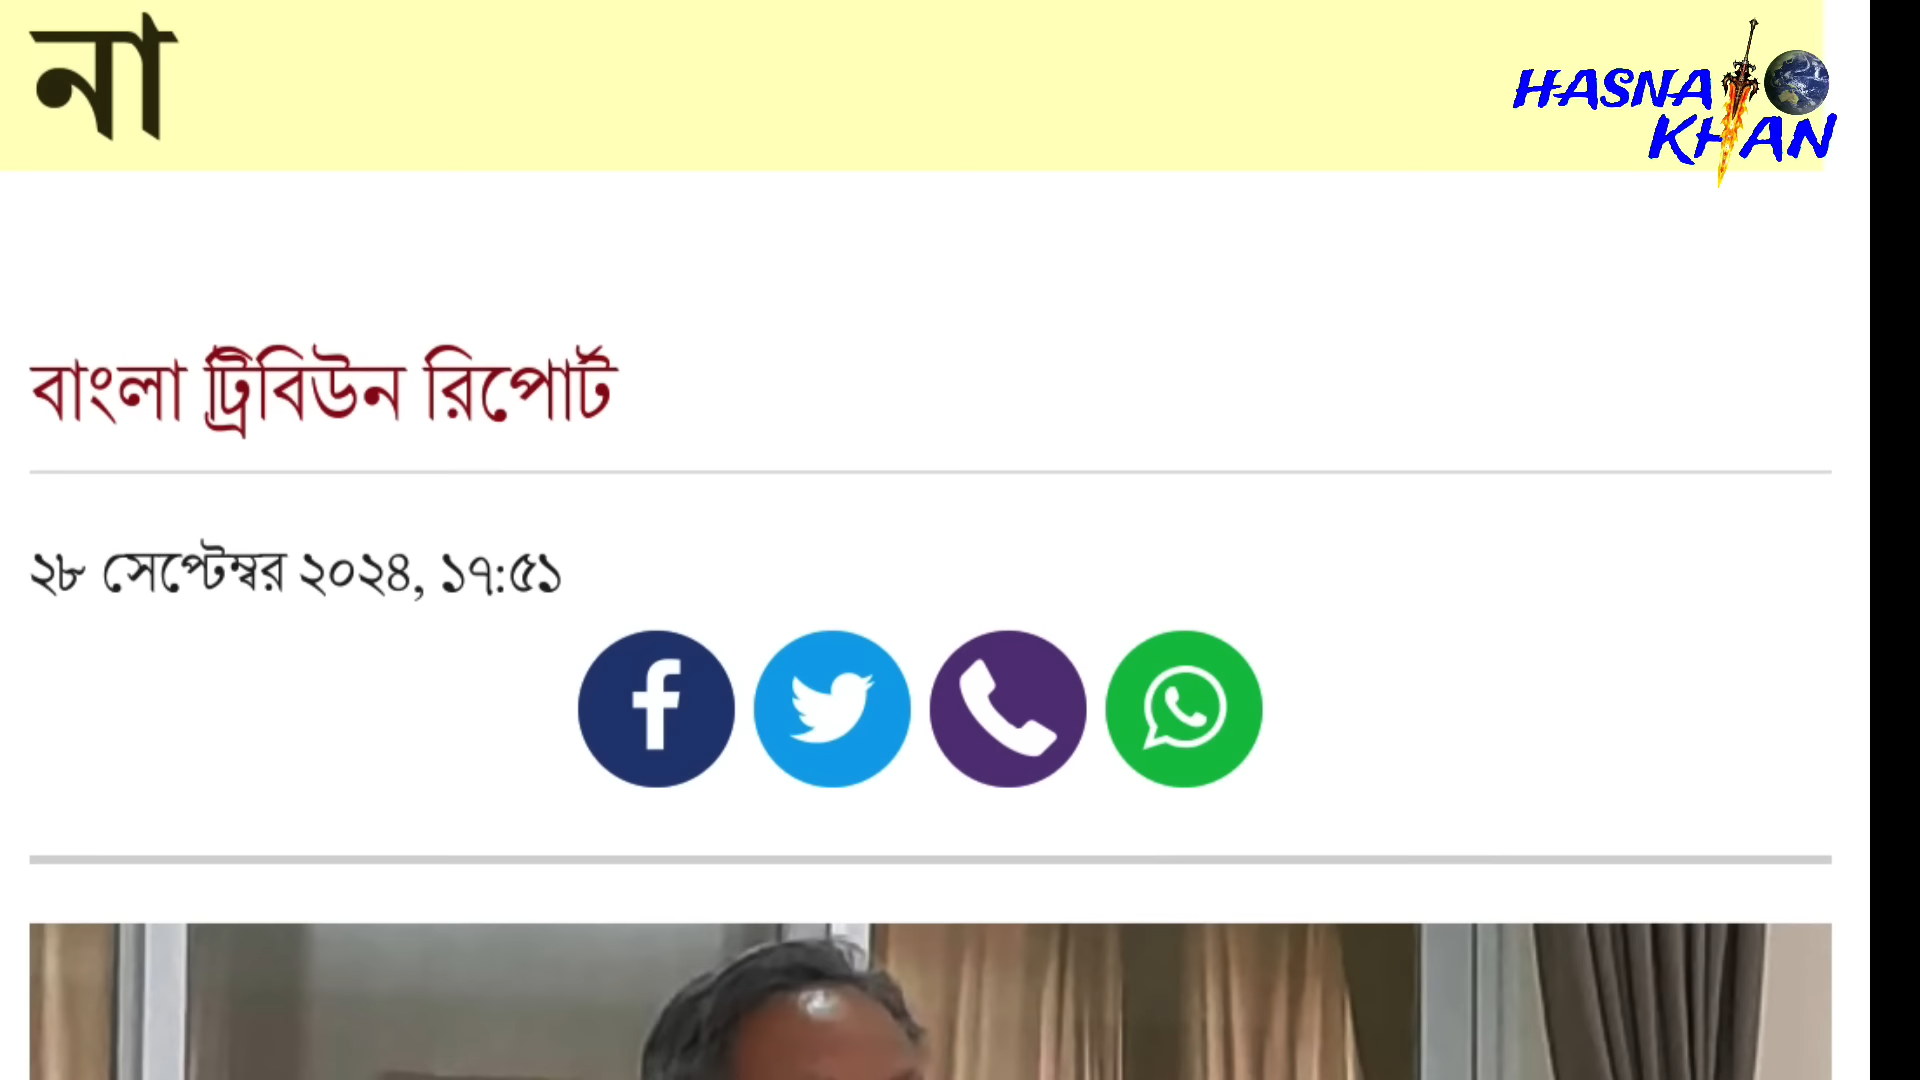 না
HASNA
KHAN
বাংলা ট্রিবিউন রিপোর্ট
২৮ সেপ্টেম্বর ২০২৪, ১৭:৫১